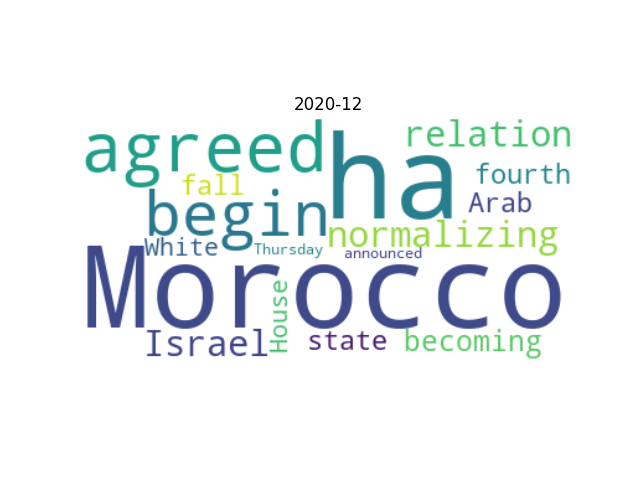 2020-12
agreed ha relation
fall fourth
begin Arab
normalizing
White Thursday announced
Morocco
House
Israel state becoming